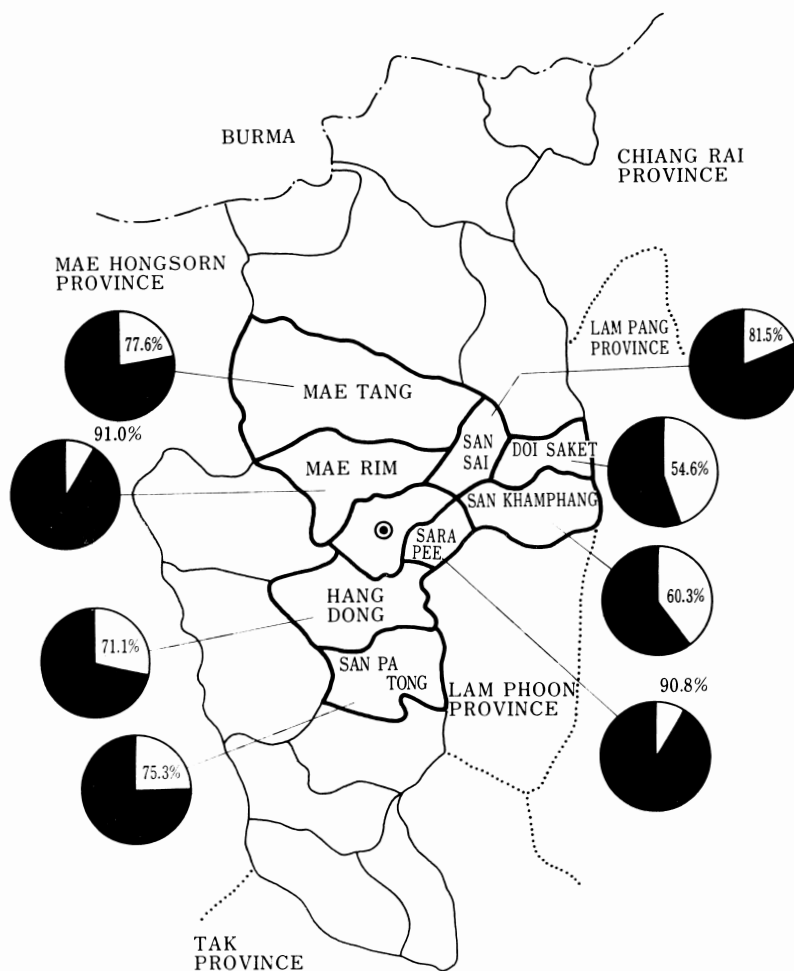 BURMA
CHIANG RAI
PROVINCE
MAE HONGSORN
PROVINCE
77.6%
LAM PANG
PROVINCE
81.5%
MAE TANG
91.0%
SAN
SAI
DOI SAKET
54.6%
MAE RIM
SAN KHAMPHANG
SARA
PEE
HANG
DONG
60.3%
71.1%
SAN PA
TONG
LAM PHOON
PROVINCE
90.8%
75.3%
TAK
PROVINCE